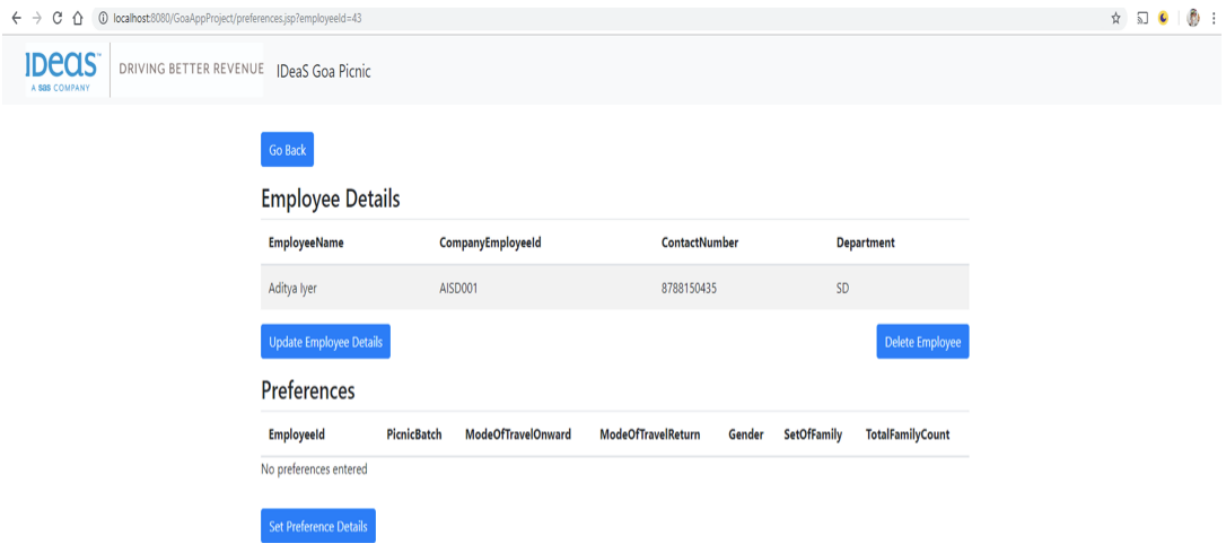 localhost:8080/GoaAppProject/preferences.jsp?employeeId=43
IDeaS™ DRIVING BETTER REVENUE IDeaS Goa Picnic
A sas COMPANY
Go Back
Employee Details
EmployeeName CompanyEmployeeId ContactNumber Department
Aditya Iyer AISD001 8788150435 SD
Update Employee Details Delete Employee
Preferences
EmployeeId PicnicBatch ModeOfTravelOnward ModeOfTravelReturn Gender SetOfFamily TotalFamilyCount
No preferences entered
Set Preference Details